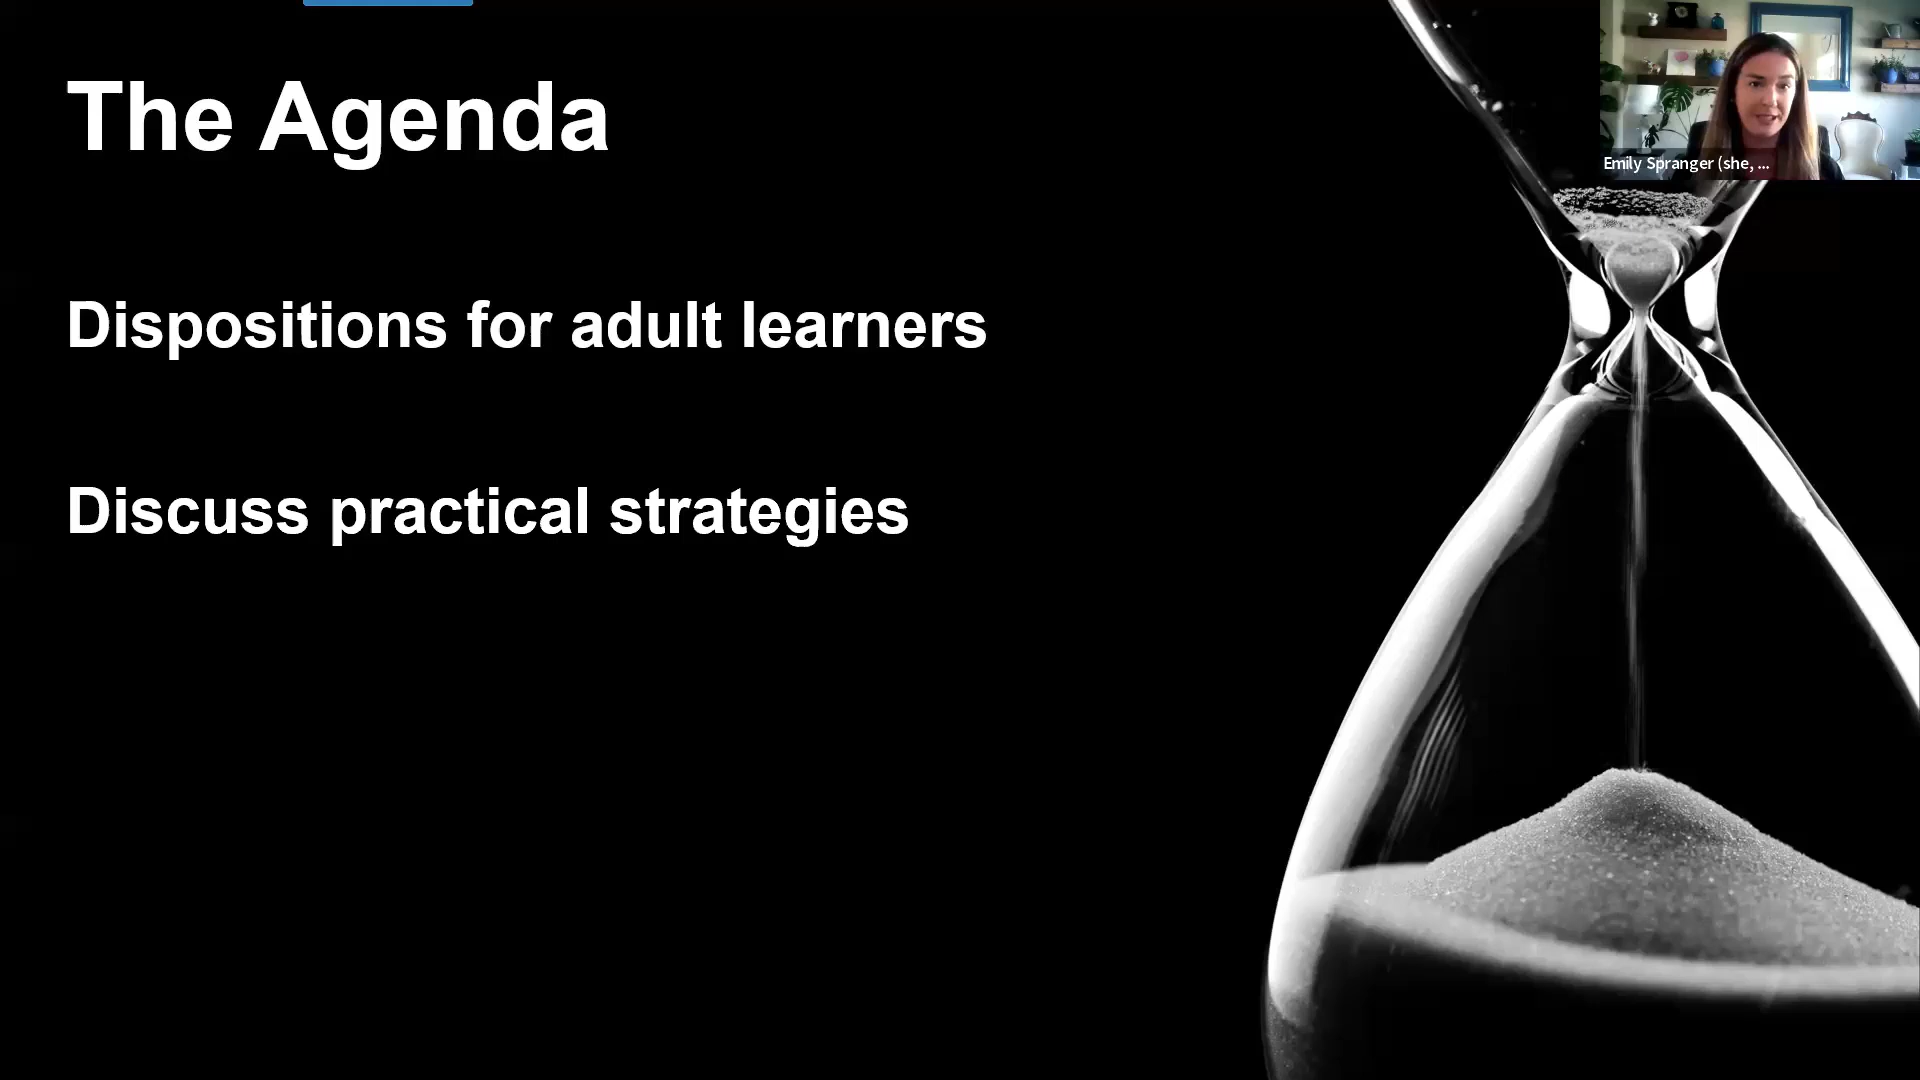 The Agenda
Emily Spranger (she, ...
Dispositions for adult learners
Discuss practical strategies